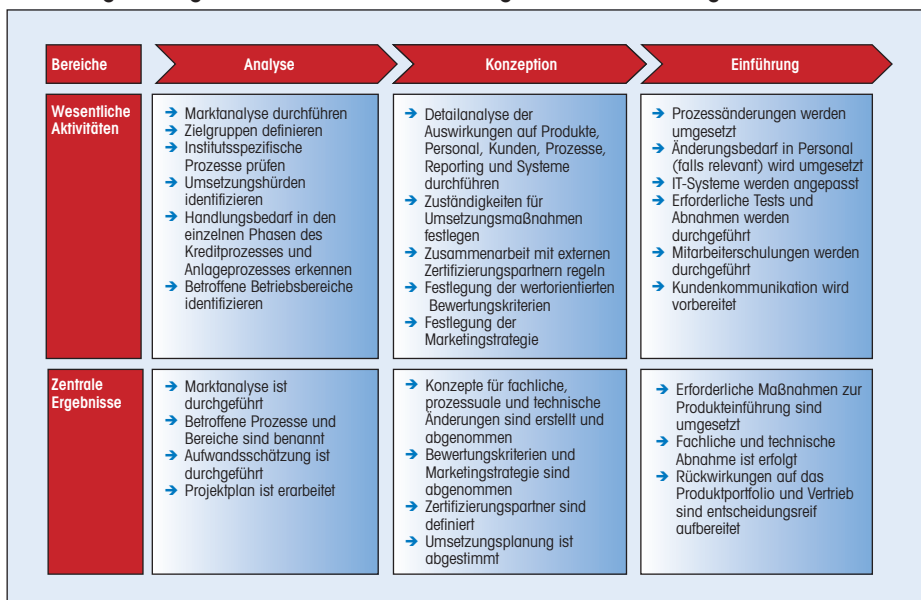 Bereiche
Analyse
Konzeption
Einführung
Wesentliche
Aktivitäten
➔ Marktanalyse durchführen
➔ Zielgruppen definieren
➔ Institutsspezifische
Prozesse prüfen
➔ Umsetzungshürden
identifizieren
➔ Handlungsbedarf in den
einzelnen Phasen des
Kreditprozesses und
Anlageprozesses erkennen
➔ Betroffene Betriebsbereiche
identifizieren
➔ Detailanalyse der
Auswirkungen auf Produkte,
Personal, Kunden, Prozesse,
Reporting und Systeme
durchführen
➔ Zuständigkeiten für
Umsetzungsmaßnahmen
festlegen
➔ Zusammenarbeit mit externen
Zertifizierungspartnern regeln
➔ Festlegung der wertorientierten
Bewertungskriterien
➔ Festlegung der
Marketingstrategie
➔ Prozessänderungen werden
umgesetzt
➔ Änderungsbedarf in Personal
(falls relevant) wird umgesetzt
➔ IT-Systeme werden angepasst
➔ Erforderliche Tests und
Abnahmen werden
durchgeführt
➔ Mitarbeiterschulungen werden
durchgeführt
➔ Kundenkommunikation wird
vorbereitet
Zentrale
Ergebnisse
➔ Marktanalyse ist
durchgeführt
➔ Betroffene Prozesse und
Bereiche sind benannt
➔ Aufwandsschätzung ist
durchgeführt
➔ Projektplan ist erarbeitet
➔ Konzepte für fachliche,
prozessuale und technische
Änderungen sind erstellt und
abgenommen
➔ Bewertungskriterien und
Marketingstrategie sind
abgenommen
➔ Zertifizierungspartner sind
definiert
➔ Umsetzungsplanung ist
abgestimmt
➔ Erforderliche Maßnahmen zur
Produkteinführung sind
umgesetzt
➔ Fachliche und technische
Abnahme ist erfolgt
➔ Rückwirkungen auf das
Produktportfolio und Vertrieb
sind entscheidungsreif
aufbereitet